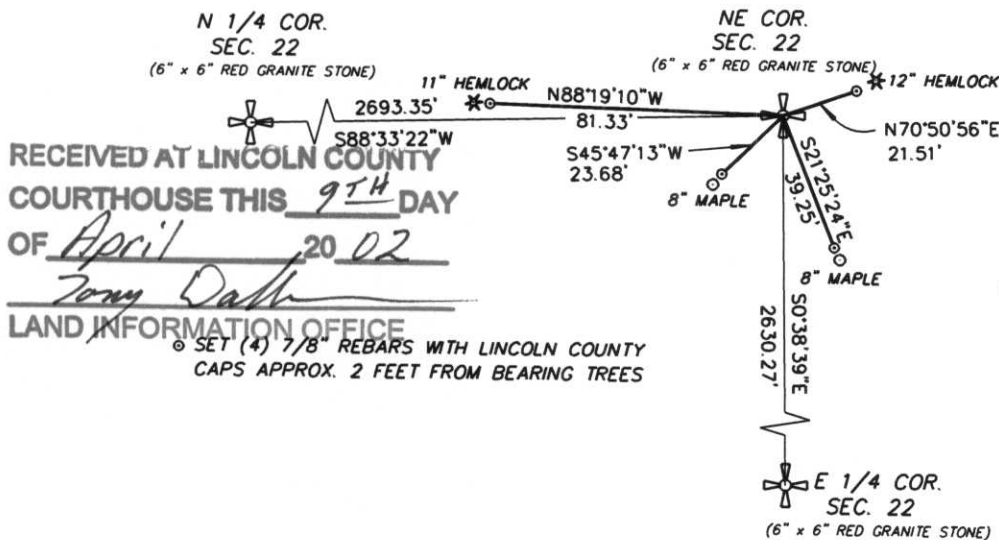 N 1/4 COR.
SEC. 22
(6" x 6" RED GRANITE STONE)
NE COR.
SEC. 22
(6" x 6" RED GRANITE STONE)
11" HEMLOCK
12" HEMLOCK
2693.35'
S88°33'22"W
N88°19'10"W
81.33'
N70°50'56"E
21.51'
S45°47'13"W
23.68'
8" MAPLE
S21°25'24"E
39.25'
8" MAPLE
RECEIVED AT LINCOLN COUNTY
COURTHOUSE THIS 9TH DAY
OF April 20 02
Tony
LAND INFORMATION OFFICE
SET (4) 7/8" REBARS WITH LINCOLN COUNTY
CAPS APPROX. 2 FEET FROM BEARING TREES
S0°38'39"E
2630.27'
E 1/4 COR.
SEC. 22
(6" x 6" RED GRANITE STONE)